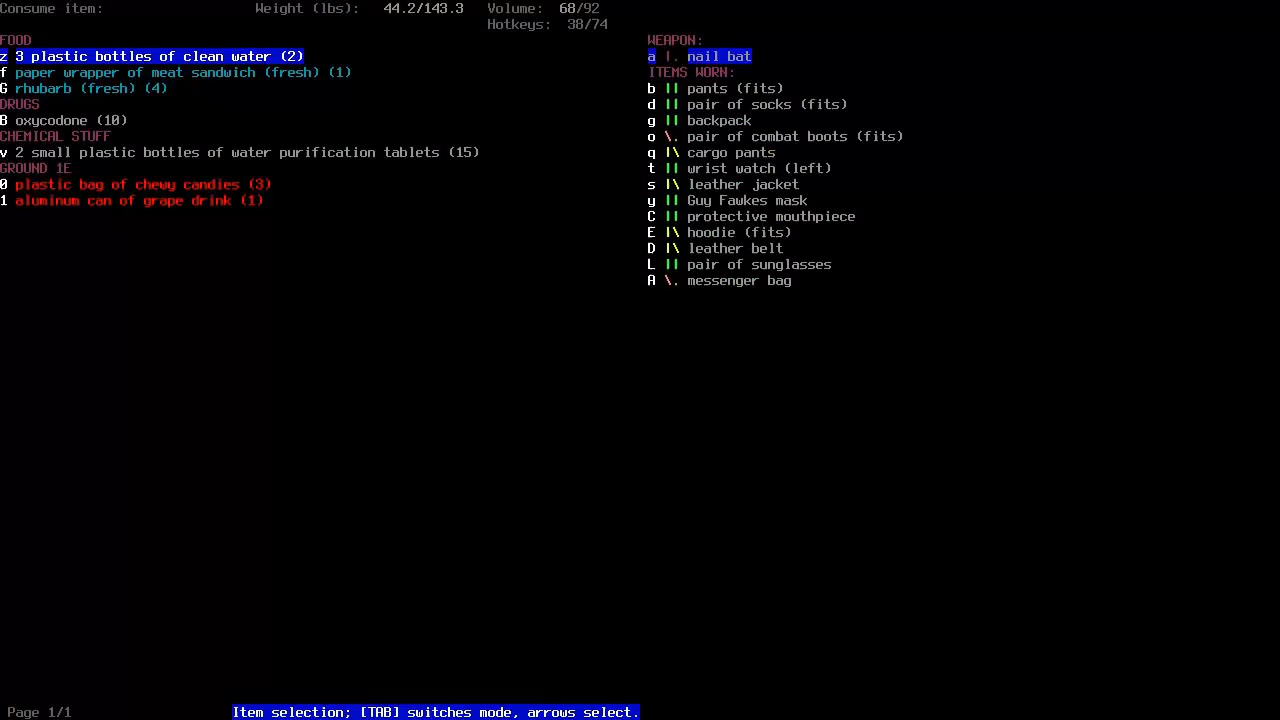 Consume item: Weight (lbs): 44.2/143.3 Volume: 68/92
Hotkeys: 38/74
FOOD
z 3 plastic bottles of clean water (2)
f paper wrapper of meat sandwich (fresh) (1)
G rhubarb (fresh) (4)
DRUGS
B oxycodone (10)
CHEMICAL STUFF
v 2 small plastic bottles of water purification tablets (15)
GROUND 1E
0 plastic bag of chewy candies (3)
1 aluminum can of grape drink (1)
WEAPON:
a |. nail bat
ITEMS WORN:
b || pants (fits)
d || pair of socks (fits)
g || backpack
o \. pair of combat boots (fits)
q |\ cargo pants
t || wrist watch (left)
s |\ leather jacket
y || Guy Fawkes mask
C || protective mouthpiece
E |\ hoodie (fits)
D |\ leather belt
L || pair of sunglasses
A \. messenger bag
Page 1/1 Item selection; [TAB] switches mode, arrows select.